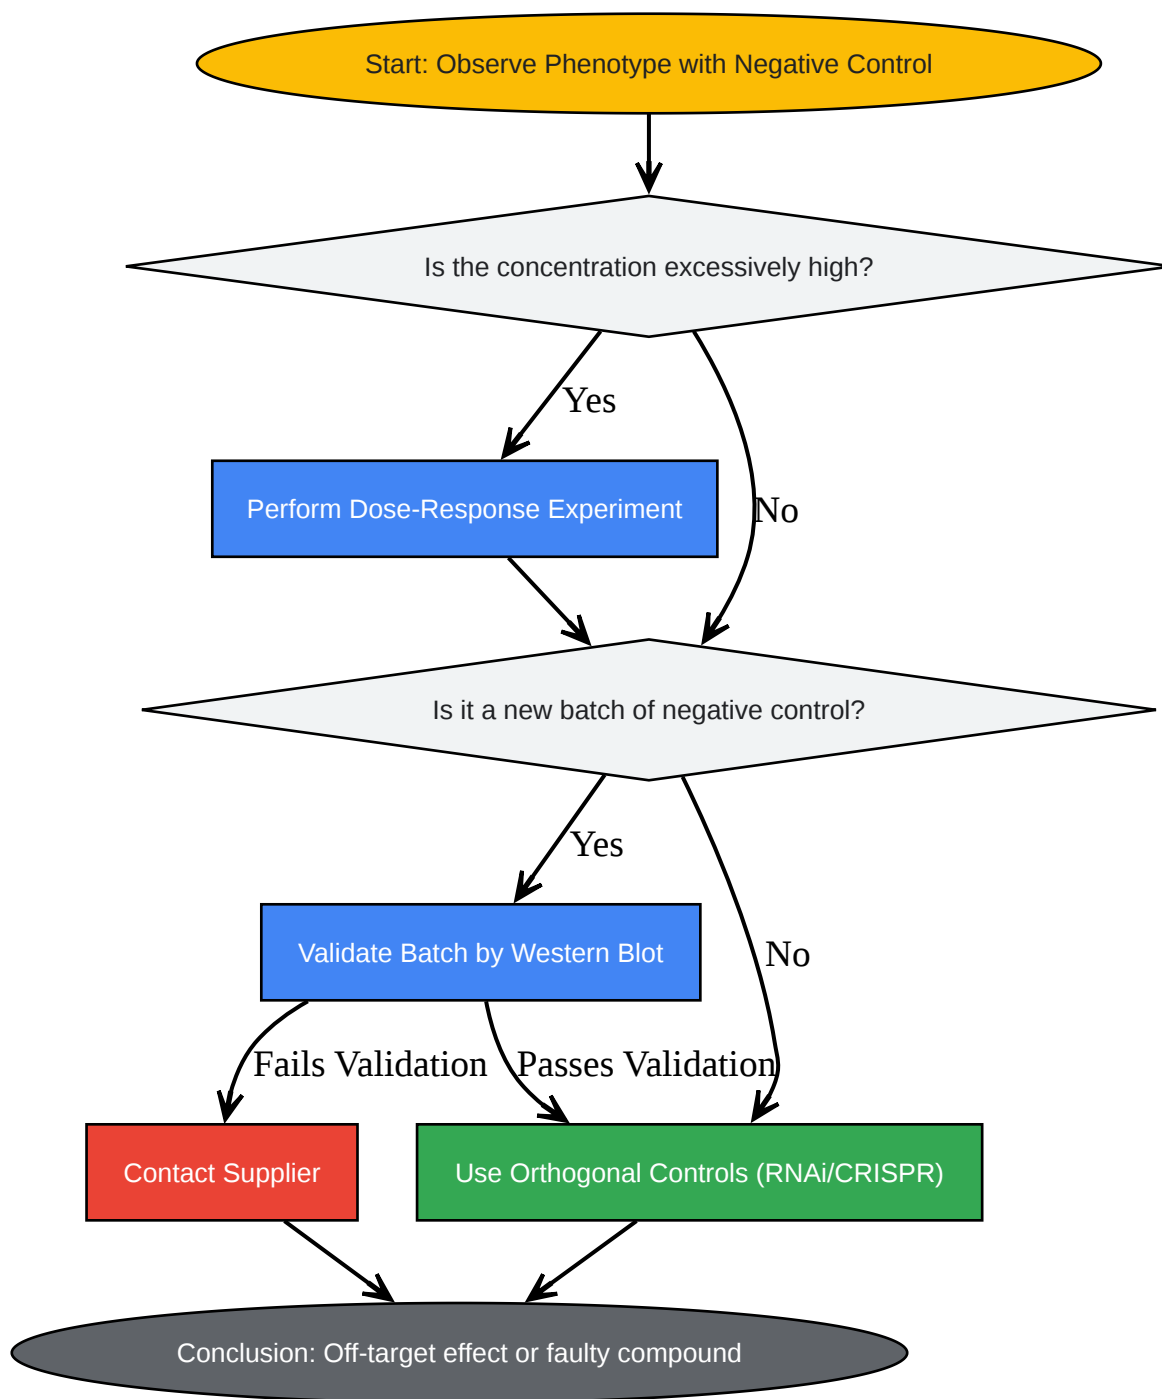 Start: Observe Phenotype with Negative Control
Is the concentration excessively high?
Yes
Perform Dose-Response Experiment
No
Is it a new batch of negative control?
Yes
Validate Batch by Western Blot
No
Fails Validation
Passes Validation
Contact Supplier
Use Orthogonal Controls (RNAi/CRISPR)
Conclusion: Off-target effect or faulty compound